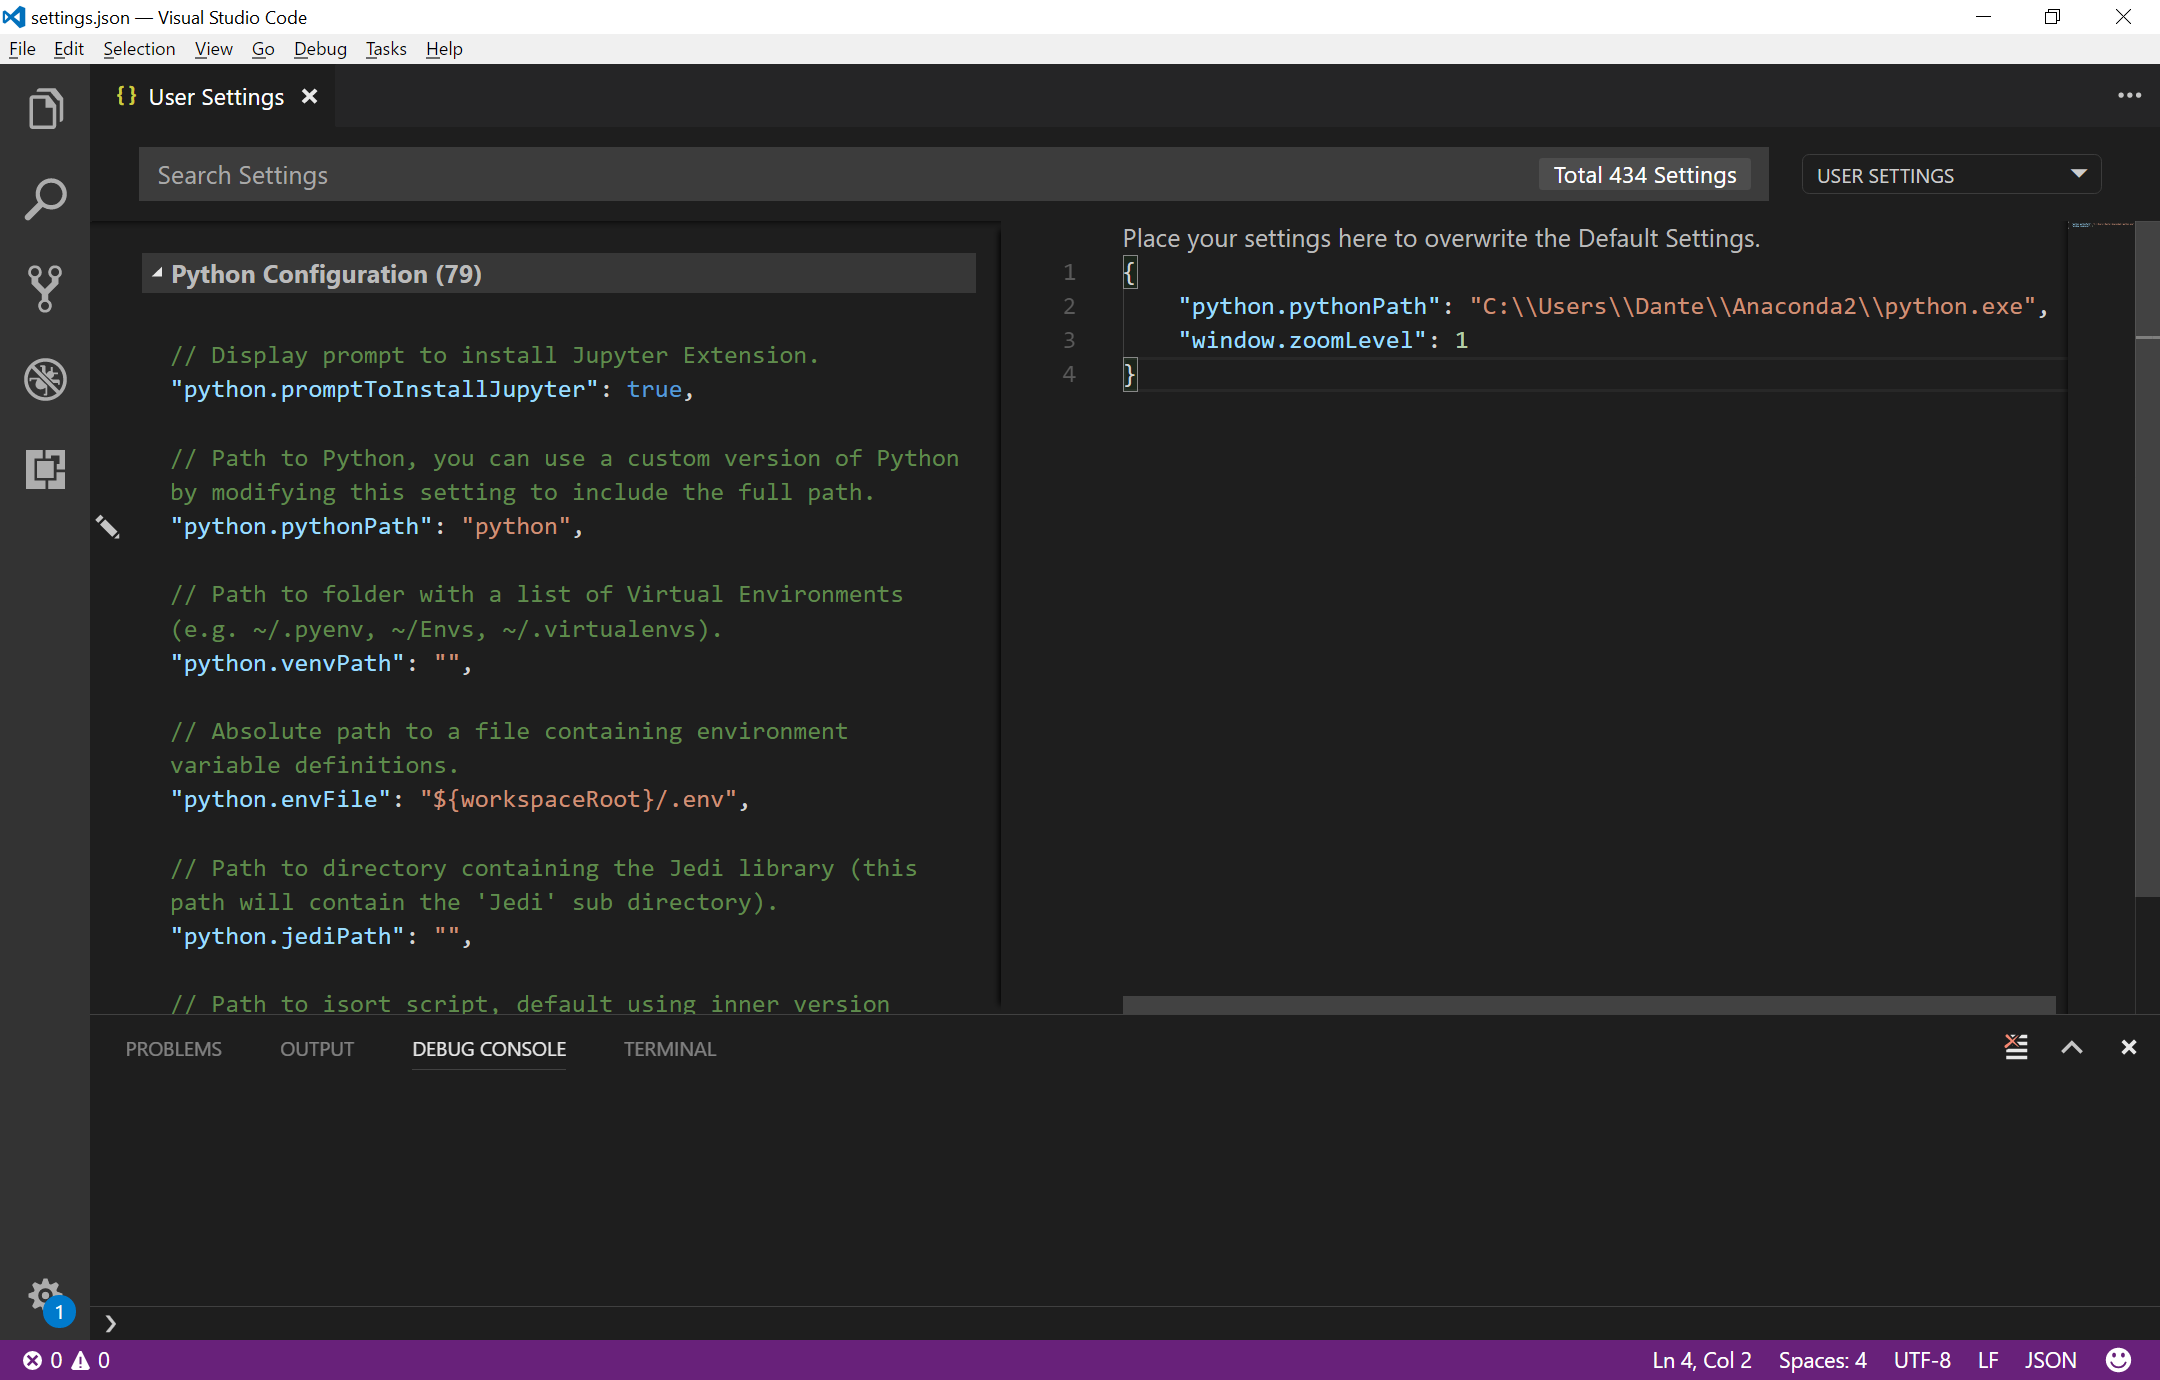 settings.json — Visual Studio Code
File Edit Selection View Go Debug Tasks Help
{} User Settings
Search Settings
Total 434 Settings
USER SETTINGS
Python Configuration (79)
// Display prompt to install Jupyter Extension.
"python.promptToInstallJupyter": true,
// Path to Python, you can use a custom version of Python
by modifying this setting to include the full path.
"python.pythonPath": "python",
// Path to folder with a list of Virtual Environments
(e.g. ~/.pyenv, ~/Envs, ~/.virtualenvs).
"python.venvPath": "",
// Absolute path to a file containing environment
variable definitions.
"python.envFile": "${workspaceRoot}/.env",
// Path to directory containing the Jedi library (this
path will contain the 'Jedi' sub directory).
"python.jediPath": "",
// Path to isort script, default using inner version
Place your settings here to overwrite the Default Settings.
1 {
2 "python.pythonPath": "C:\\Users\\Dante\\Anaconda2\\python.exe",
3 "window.zoomLevel": 1
4 }
PROBLEMS OUTPUT DEBUG CONSOLE TERMINAL
1
0 0
Ln 4, Col 2 Spaces: 4 UTF-8 LF JSON